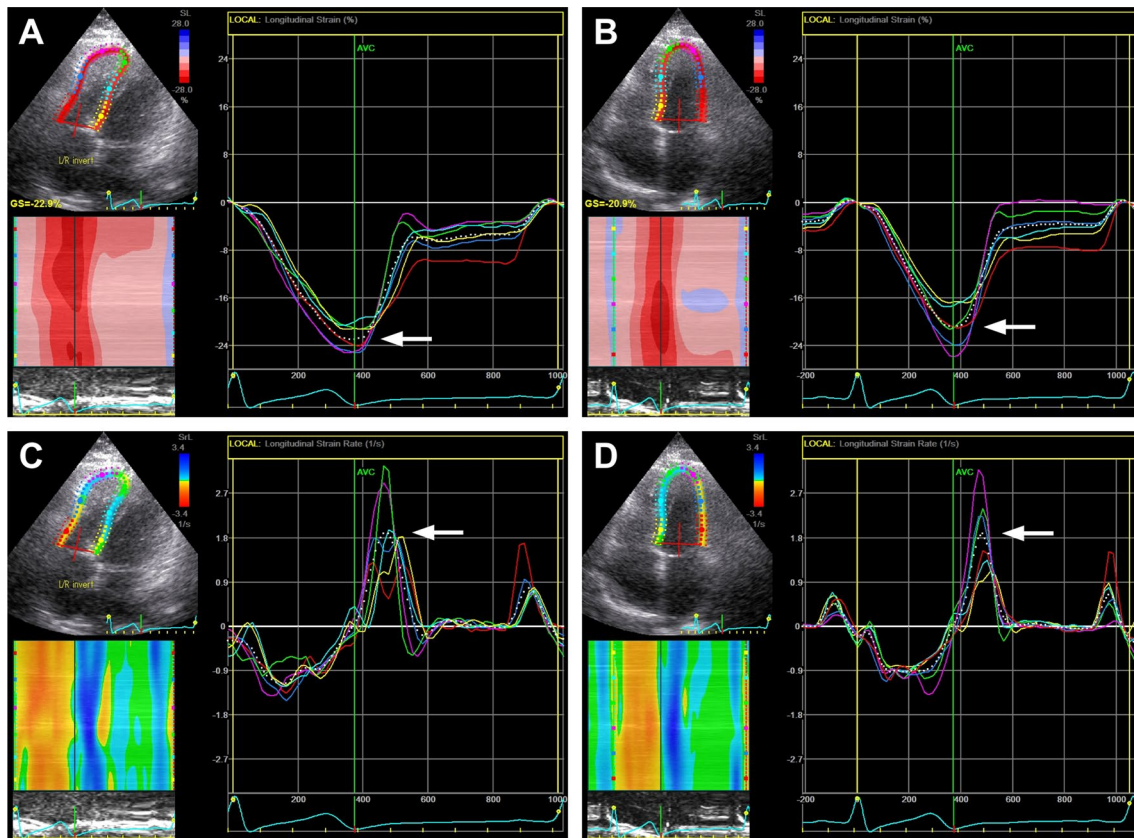 A
SL
28.0
-28.0
%
L/R invert
GS=-22.9%
LOCAL: Longitudinal Strain (%)
AVC
24
16
8
0
-8
-16
-24
0 200 400 600 800 1000
B
SL
28.0
-28.0
%
GS=-20.9%
LOCAL: Longitudinal Strain (%)
AVC
24
16
8
0
-8
-16
-24
-200 0 200 400 600 800 1000
C
SrL
3.4
-3.4
1/s
L/R invert
LOCAL: Longitudinal Strain Rate (1/s)
AVC
2.7
1.8
0.9
0
-0.9
-1.8
-2.7
0 200 400 600 800 1000
D
SrL
3.4
-3.4
1/s
LOCAL: Longitudinal Strain Rate (1/s)
AVC
2.7
1.8
0.9
0
-0.9
-1.8
-2.7
-200 0 200 400 600 800 1000